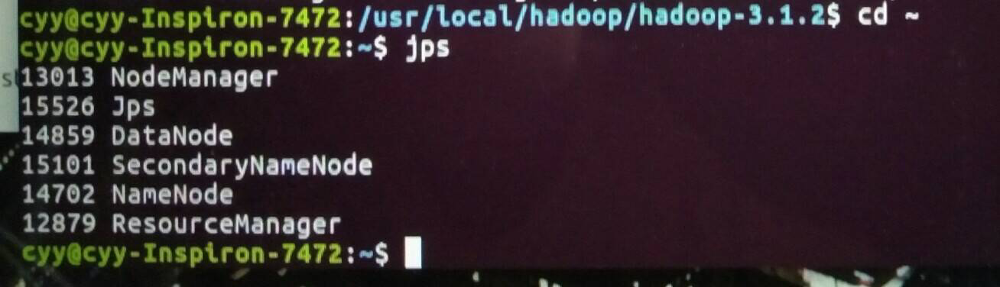 cyy@cyy-Inspiron-7472:/usr/local/hadoop/hadoop-3.1.2$ cd ~
cyy@cyy-Inspiron-7472:~$ jps
13013 NodeManager
15526 Jps
14859 DataNode
15101 SecondaryNameNode
14702 NameNode
12879 ResourceManager
cyy@cyy-Inspiron-7472:~$